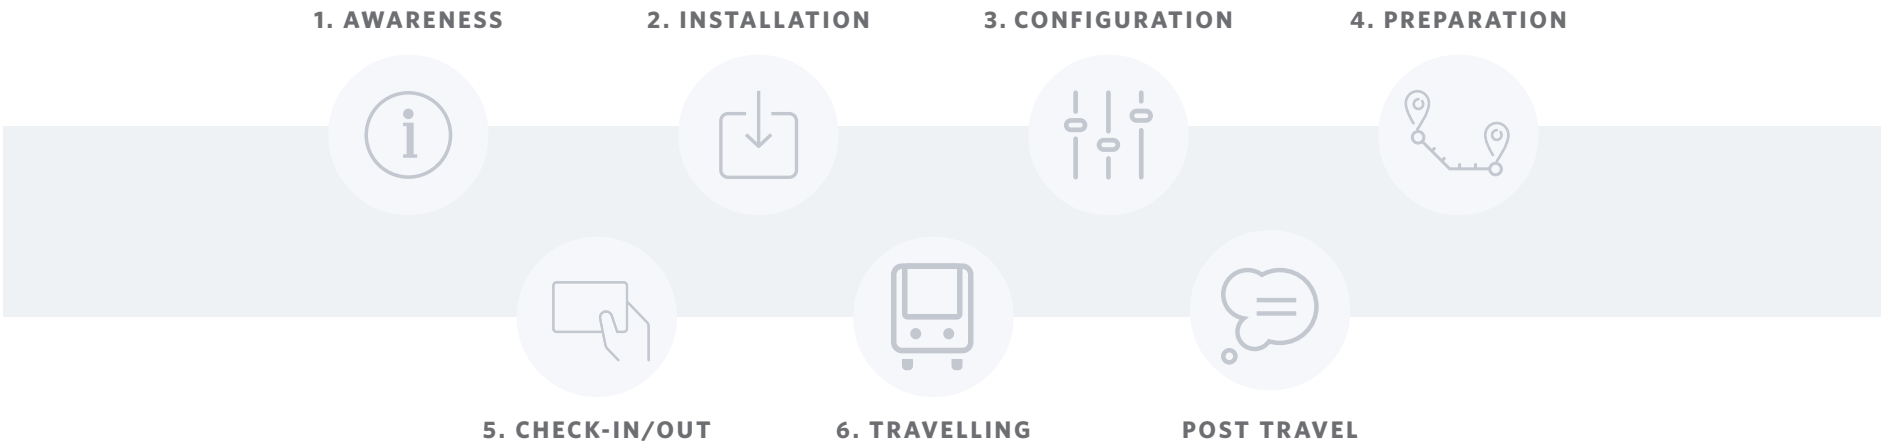 1. AWARENESS
2. INSTALLATION
3. CONFIGURATION
4. PREPARATION
5. CHECK-IN/OUT
6. TRAVELLING
POST TRAVEL